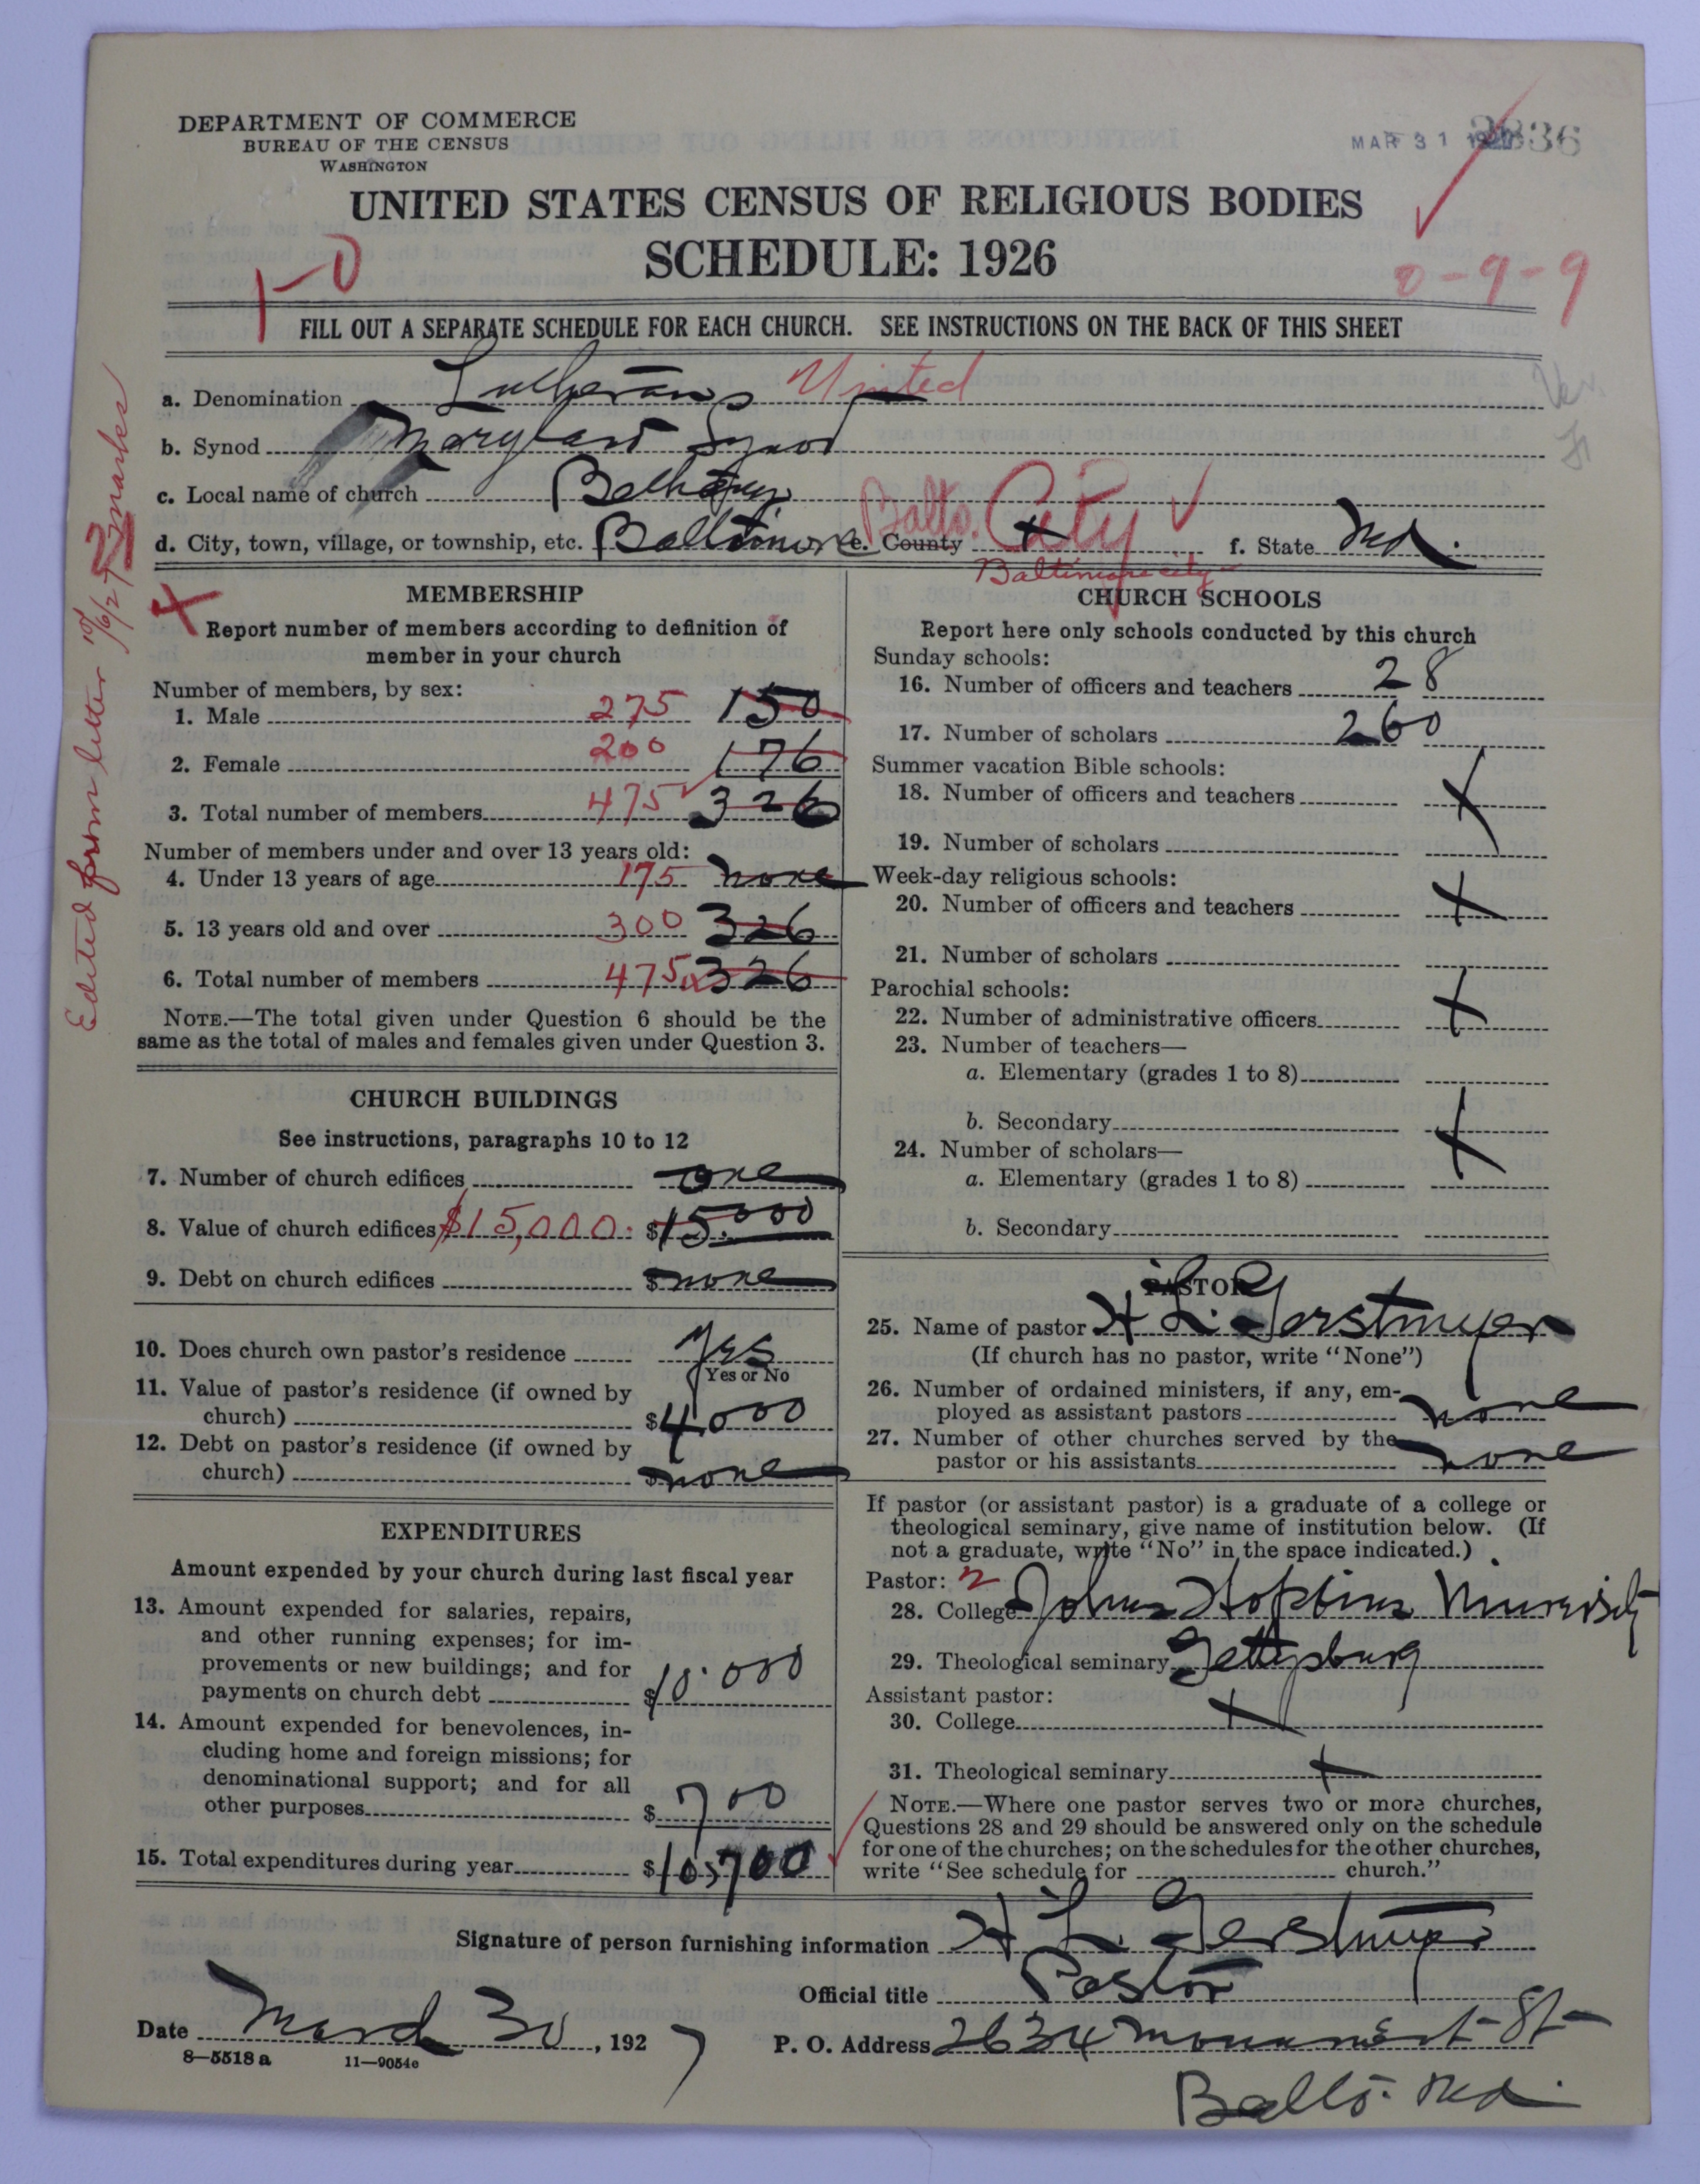 DEPARTMENT OF COMMERCE
BUREAU OF THE CENSUS
WASHINGTON
MAR 31 1927
UNITED STATES CENSUS OF RELIGIOUS BODIES
SCHEDULE: 1926
1-0
0-9-9
FILL OUT A SEPARATE SCHEDULE FOR EACH CHURCH. SEE INSTRUCTIONS ON THE BACK OF THIS SHEET
a. Denomination Lutheran United
b. Synod Maryland Synod
c. Local name of church Bethany
d. City, town, village, or township, etc. Baltimore e. County Balto. City f. State Md.
Baltimore city
Edited from letter 10/6/27
MEMBERSHIP
Report number of members according to definition of
member in your church
Number of members, by sex:
1. Male 275 150
2. Female 200 176
3. Total number of members 475 326
Number of members under and over 13 years old:
4. Under 13 years of age 175 none
5. 13 years old and over 300 326
6. Total number of members 475 326
NOTE.—The total given under Question 6 should be the
same as the total of males and females given under Question 3.
CHURCH BUILDINGS
See instructions, paragraphs 10 to 12
7. Number of church edifices one
8. Value of church edifices $15,000. $15.000
9. Debt on church edifices $none
10. Does church own pastor's residence Yes
Yes or No
11. Value of pastor's residence (if owned by
church) $4000
12. Debt on pastor's residence (if owned by
church) $none
EXPENDITURES
Amount expended by your church during last fiscal year
13. Amount expended for salaries, repairs,
and other running expenses; for im-
provements or new buildings; and for
payments on church debt $10.000
14. Amount expended for benevolences, in-
cluding home and foreign missions; for
denominational support; and for all
other purposes $700
15. Total expenditures during year $10,700
CHURCH SCHOOLS
Report here only schools conducted by this church
Sunday schools:
16. Number of officers and teachers 28
17. Number of scholars 260
Summer vacation Bible schools:
18. Number of officers and teachers
19. Number of scholars
Week-day religious schools:
20. Number of officers and teachers
21. Number of scholars
Parochial schools:
22. Number of administrative officers
23. Number of teachers—
a. Elementary (grades 1 to 8)
b. Secondary
24. Number of scholars—
a. Elementary (grades 1 to 8)
b. Secondary
PASTOR
25. Name of pastor H L. Gerstmyer
(If church has no pastor, write "None")
26. Number of ordained ministers, if any, em-
ployed as assistant pastors none
27. Number of other churches served by the
pastor or his assistants none
If pastor (or assistant pastor) is a graduate of a college or
theological seminary, give name of institution below. (If
not a graduate, write "No" in the space indicated.)
Pastor: 2
28. College Johns Hopkins University
29. Theological seminary Gettysburg
Assistant pastor:
30. College
31. Theological seminary
NOTE.—Where one pastor serves two or more churches,
Questions 28 and 29 should be answered only on the schedule
for one of the churches; on the schedules for the other churches,
write "See schedule for church."
Signature of person furnishing information H L. Gerstmyer
Official title Pastor
Date March 30, 1927 P. O. Address 2634 Monument St
8—5518 a 11—9054e
Balto. Md.